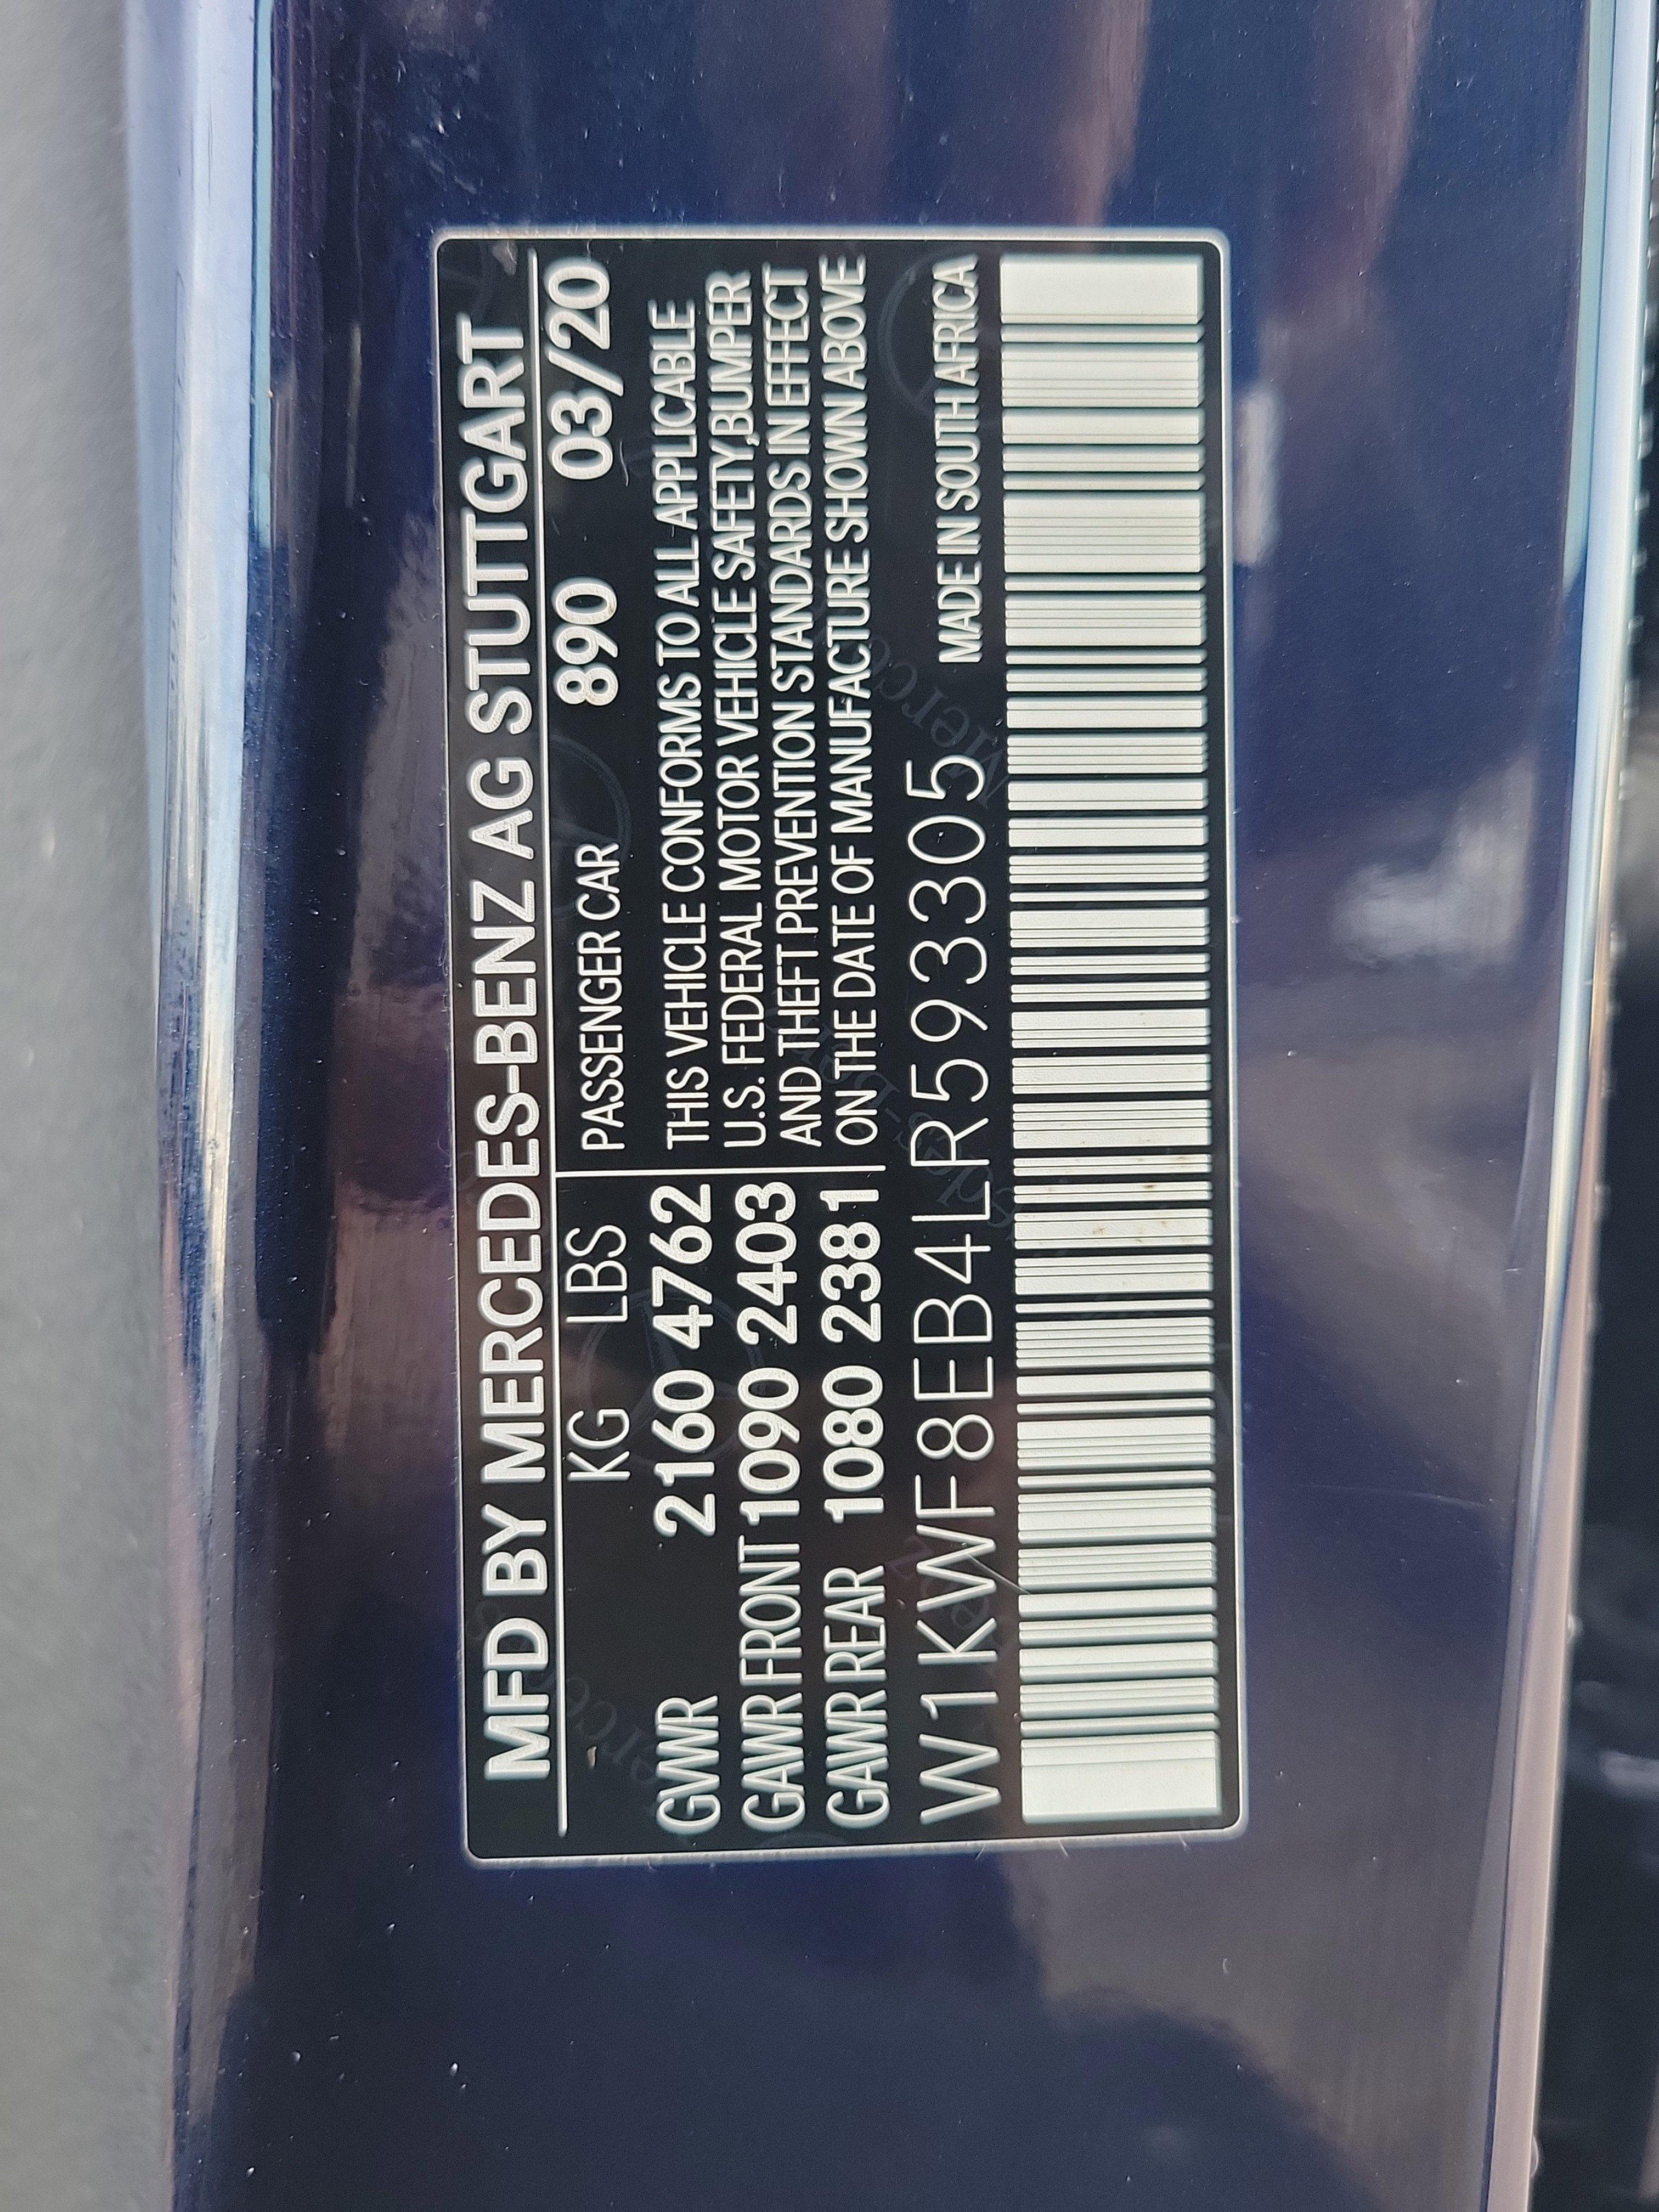 MFD BY MERCEDES-BENZ AG STUTTGART
KG LBS PASSENGER CAR 890 03/20
GVWR 2160 4762 THIS VEHICLE CONFORMS TO ALL APPLICABLE
U.S. FEDERAL MOTOR VEHICLE SAFETY,BUMPER
GAWR FRONT 1090 2403 AND THEFT PREVENTION STANDARDS IN EFFECT
GAWR REAR 1080 2381 ON THE DATE OF MANUFACTURE SHOWN ABOVE
W1KWF8EB4LR593305 MADE IN SOUTH AFRICA